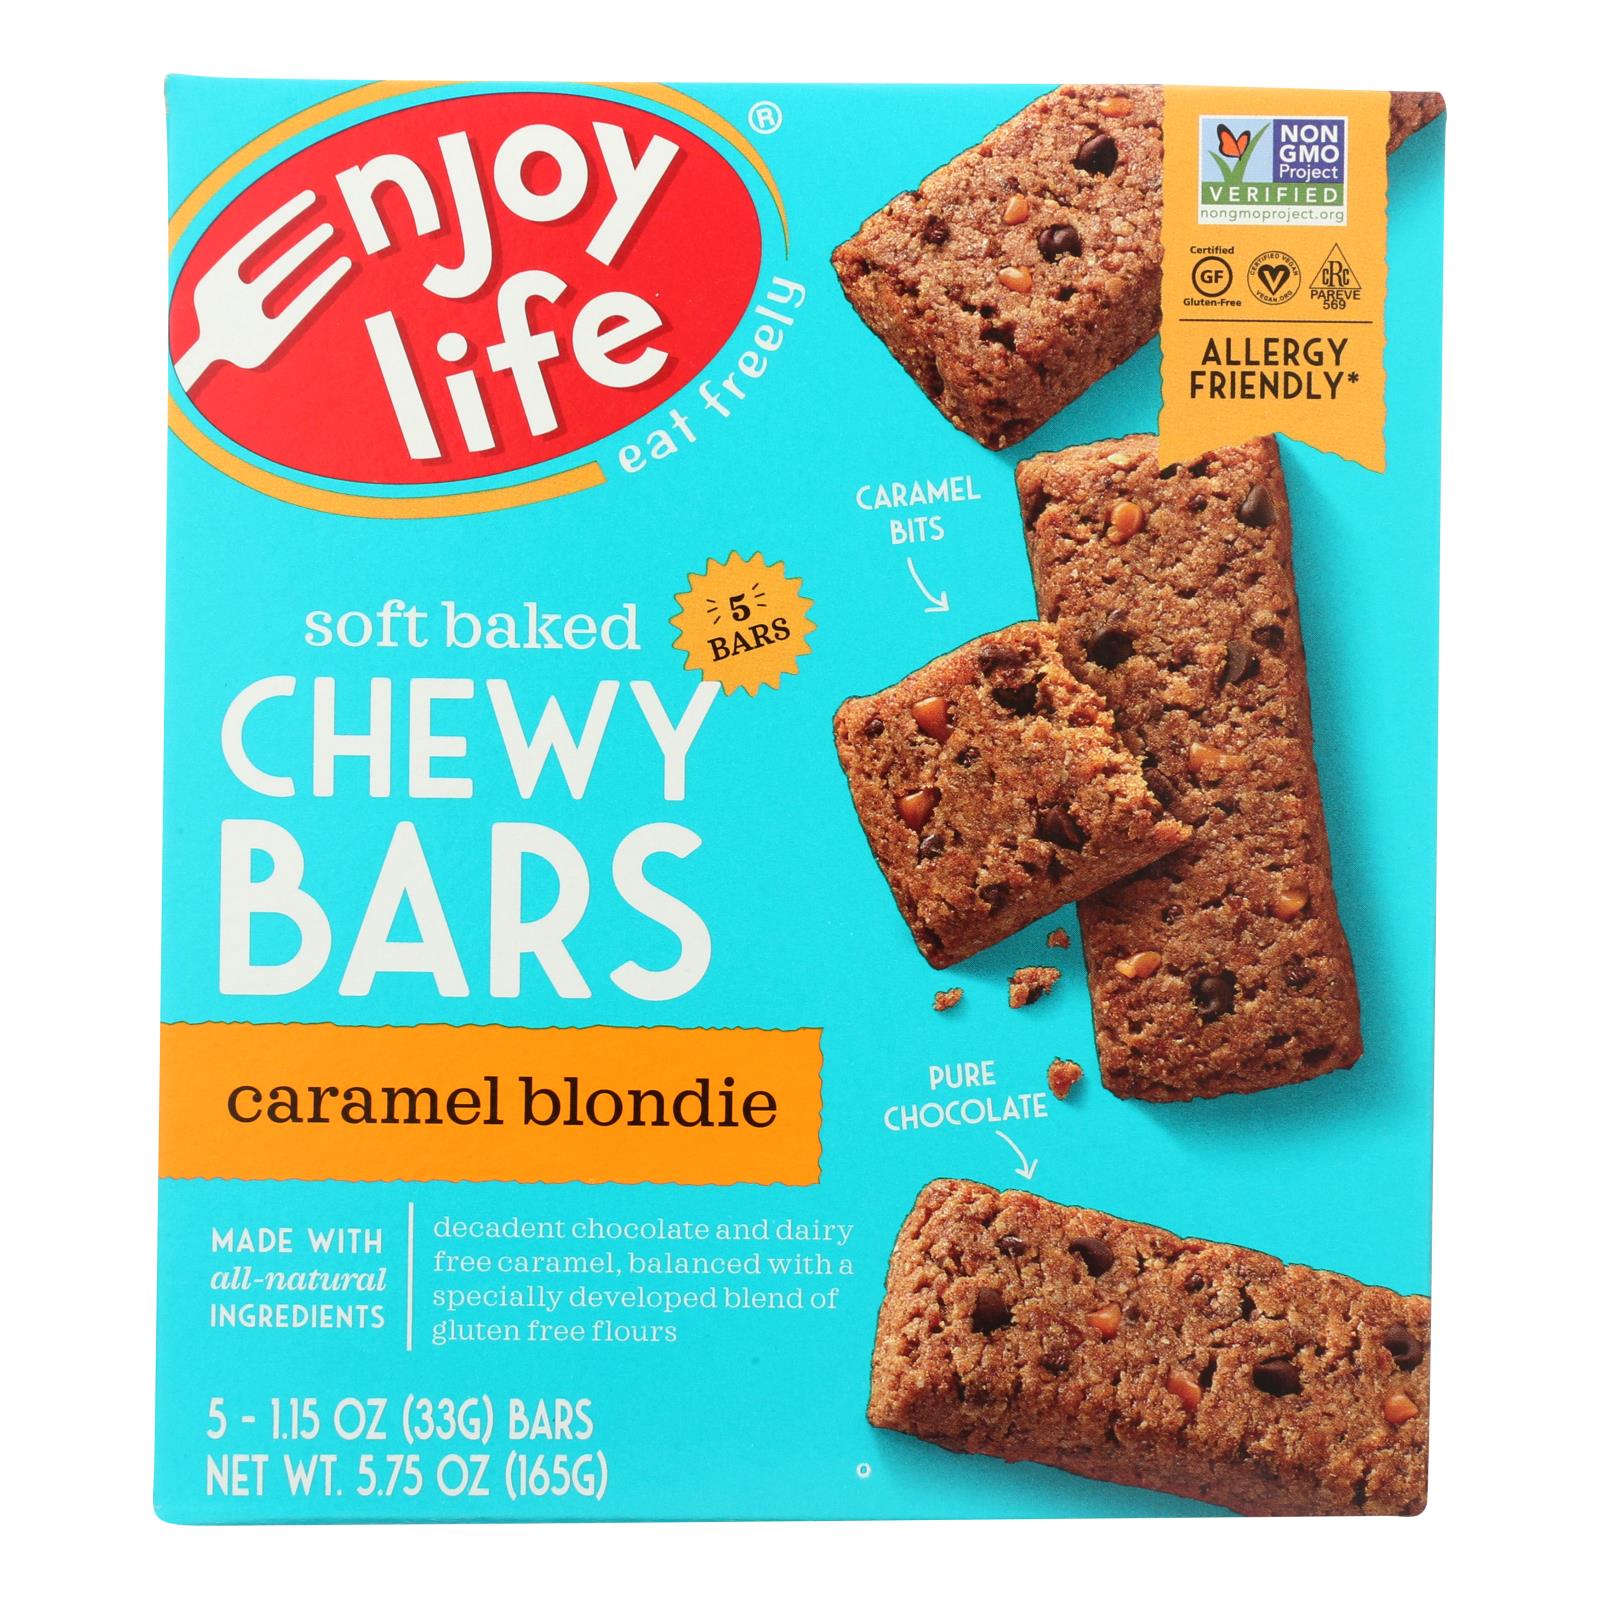 Enjoy
life
®
eat freely
NON
GMO
Project
VERIFIED
nongmoproject.org
Certified
GF
Gluten-Free
CERTIFIED VEGAN
VEGAN.ORG
cRc
PAREVE
569
ALLERGY
FRIENDLY*
CARAMEL
BITS
soft baked
5
BARS
CHEWY
BARS
caramel blondie
PURE
CHOCOLATE
MADE WITH
all-natural
INGREDIENTS
decadent chocolate and dairy
free caramel, balanced with a
specially developed blend of
gluten free flours
5 - 1.15 OZ (33G) BARS
NET WT. 5.75 OZ (165G)